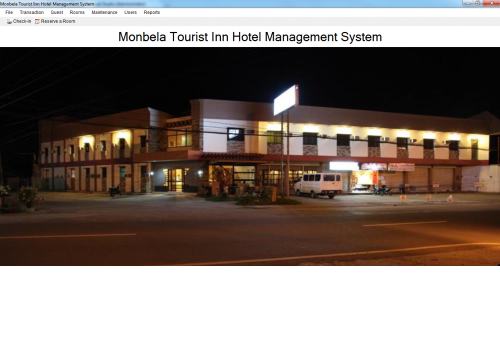 Monbela Tourist Inn Hotel Management System
File Transaction Guest Rooms Maintenance Users Reports
Check-in Reserve a Room
Monbela Tourist Inn Hotel Management System